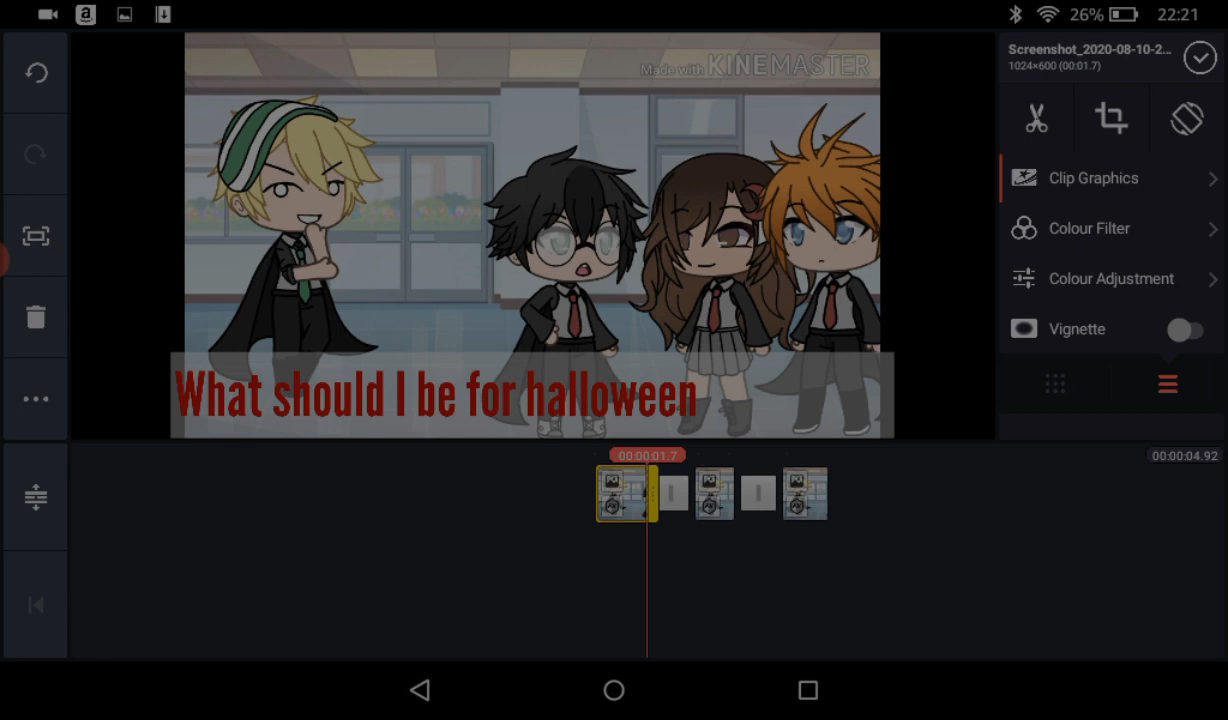 26% 22:21
Screenshot_2020-08-10-2...
1024×600 (00:01.7)
Made with KINEMASTER
Clip Graphics
Colour Filter
Colour Adjustment
Vignette
What should I be for halloween
00:00:01.7
00:00:04.92